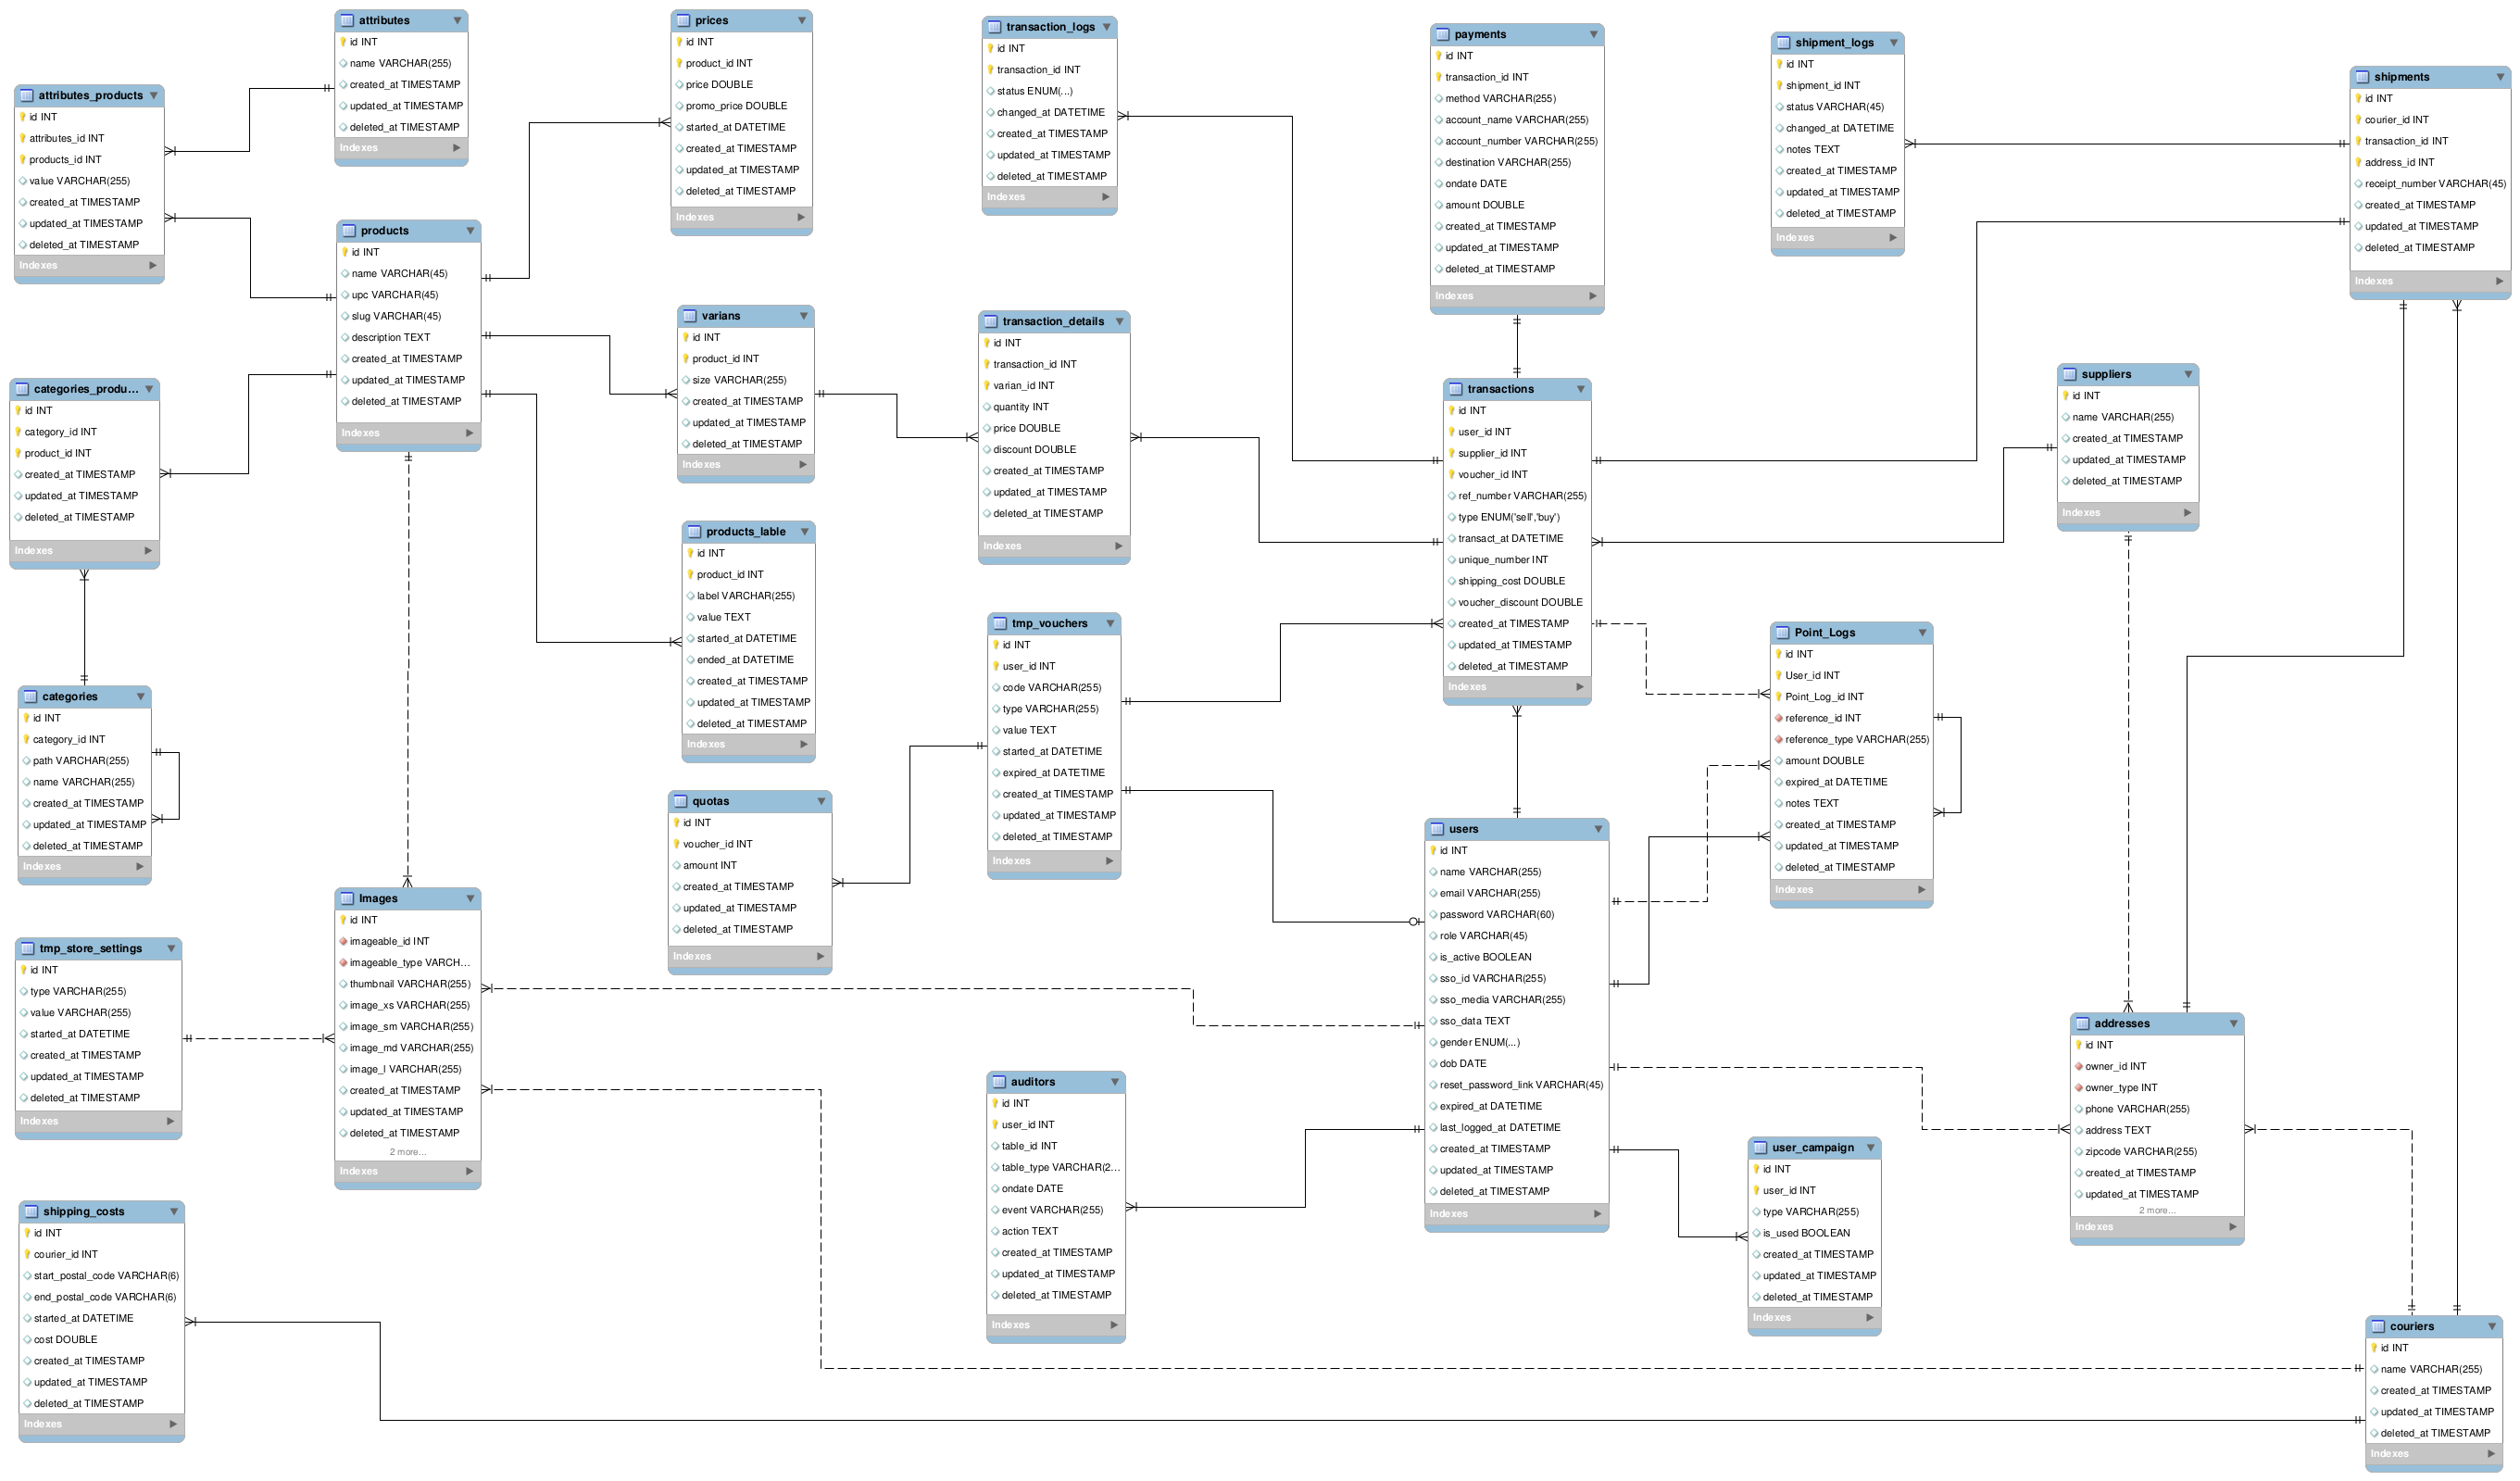 attributes
id INT
name VARCHAR(255)
created_at TIMESTAMP
updated_at TIMESTAMP
deleted_at TIMESTAMP
Indexes
prices
id INT
product_id INT
price DOUBLE
promo_price DOUBLE
started_at DATETIME
created_at TIMESTAMP
updated_at TIMESTAMP
deleted_at TIMESTAMP
Indexes
transaction_logs
id INT
transaction_id INT
status ENUM(...)
changed_at DATETIME
created_at TIMESTAMP
updated_at TIMESTAMP
deleted_at TIMESTAMP
Indexes
payments
id INT
transaction_id INT
method VARCHAR(255)
account_name VARCHAR(255)
account_number VARCHAR(255)
destination VARCHAR(255)
ondate DATE
amount DOUBLE
created_at TIMESTAMP
updated_at TIMESTAMP
deleted_at TIMESTAMP
Indexes
shipment_logs
id INT
shipment_id INT
status VARCHAR(45)
changed_at DATETIME
notes TEXT
created_at TIMESTAMP
updated_at TIMESTAMP
deleted_at TIMESTAMP
Indexes
shipments
id INT
courier_id INT
transaction_id INT
address_id INT
receipt_number VARCHAR(45)
created_at TIMESTAMP
updated_at TIMESTAMP
deleted_at TIMESTAMP
Indexes
attributes_products
id INT
attributes_id INT
products_id INT
value VARCHAR(255)
created_at TIMESTAMP
updated_at TIMESTAMP
deleted_at TIMESTAMP
Indexes
products
id INT
name VARCHAR(45)
upc VARCHAR(45)
slug VARCHAR(45)
description TEXT
created_at TIMESTAMP
updated_at TIMESTAMP
deleted_at TIMESTAMP
Indexes
varians
id INT
product_id INT
size VARCHAR(255)
created_at TIMESTAMP
updated_at TIMESTAMP
deleted_at TIMESTAMP
Indexes
transaction_details
id INT
transaction_id INT
varian_id INT
quantity INT
price DOUBLE
discount DOUBLE
created_at TIMESTAMP
updated_at TIMESTAMP
deleted_at TIMESTAMP
Indexes
transactions
id INT
user_id INT
supplier_id INT
voucher_id INT
ref_number VARCHAR(255)
type ENUM('sell','buy')
transact_at DATETIME
unique_number INT
shipping_cost DOUBLE
voucher_discount DOUBLE
created_at TIMESTAMP
updated_at TIMESTAMP
deleted_at TIMESTAMP
Indexes
suppliers
id INT
name VARCHAR(255)
created_at TIMESTAMP
updated_at TIMESTAMP
deleted_at TIMESTAMP
Indexes
categories_produ...
id INT
category_id INT
product_id INT
created_at TIMESTAMP
updated_at TIMESTAMP
deleted_at TIMESTAMP
Indexes
products_lable
id INT
product_id INT
label VARCHAR(255)
value TEXT
started_at DATETIME
ended_at DATETIME
created_at TIMESTAMP
updated_at TIMESTAMP
deleted_at TIMESTAMP
Indexes
tmp_vouchers
id INT
user_id INT
code VARCHAR(255)
type VARCHAR(255)
value TEXT
started_at DATETIME
expired_at DATETIME
created_at TIMESTAMP
updated_at TIMESTAMP
deleted_at TIMESTAMP
Indexes
Point_Logs
id INT
User_id INT
Point_Log_id INT
reference_id INT
reference_type VARCHAR(255)
amount DOUBLE
expired_at DATETIME
notes TEXT
created_at TIMESTAMP
updated_at TIMESTAMP
deleted_at TIMESTAMP
Indexes
categories
id INT
category_id INT
path VARCHAR(255)
name VARCHAR(255)
created_at TIMESTAMP
updated_at TIMESTAMP
deleted_at TIMESTAMP
Indexes
quotas
id INT
voucher_id INT
amount INT
created_at TIMESTAMP
updated_at TIMESTAMP
deleted_at TIMESTAMP
Indexes
users
id INT
name VARCHAR(255)
email VARCHAR(255)
password VARCHAR(60)
role VARCHAR(45)
is_active BOOLEAN
sso_id VARCHAR(255)
sso_media VARCHAR(255)
sso_data TEXT
gender ENUM(...)
dob DATE
reset_password_link VARCHAR(45)
expired_at DATETIME
last_logged_at DATETIME
created_at TIMESTAMP
updated_at TIMESTAMP
deleted_at TIMESTAMP
Indexes
Images
id INT
imageable_id INT
imageable_type VARCH...
thumbnail VARCHAR(255)
image_xs VARCHAR(255)
image_sm VARCHAR(255)
image_md VARCHAR(255)
image_l VARCHAR(255)
created_at TIMESTAMP
updated_at TIMESTAMP
deleted_at TIMESTAMP
2 more...
Indexes
tmp_store_settings
id INT
type VARCHAR(255)
value VARCHAR(255)
started_at DATETIME
created_at TIMESTAMP
updated_at TIMESTAMP
deleted_at TIMESTAMP
Indexes
auditors
id INT
user_id INT
table_id INT
table_type VARCHAR(2...
ondate DATE
event VARCHAR(255)
action TEXT
created_at TIMESTAMP
updated_at TIMESTAMP
deleted_at TIMESTAMP
Indexes
addresses
id INT
owner_id INT
owner_type INT
phone VARCHAR(255)
address TEXT
zipcode VARCHAR(255)
created_at TIMESTAMP
updated_at TIMESTAMP
2 more...
Indexes
user_campaign
id INT
user_id INT
type VARCHAR(255)
is_used BOOLEAN
created_at TIMESTAMP
updated_at TIMESTAMP
deleted_at TIMESTAMP
Indexes
shipping_costs
id INT
courier_id INT
start_postal_code VARCHAR(6)
end_postal_code VARCHAR(6)
started_at DATETIME
cost DOUBLE
created_at TIMESTAMP
updated_at TIMESTAMP
deleted_at TIMESTAMP
Indexes
couriers
id INT
name VARCHAR(255)
created_at TIMESTAMP
updated_at TIMESTAMP
deleted_at TIMESTAMP
Indexes